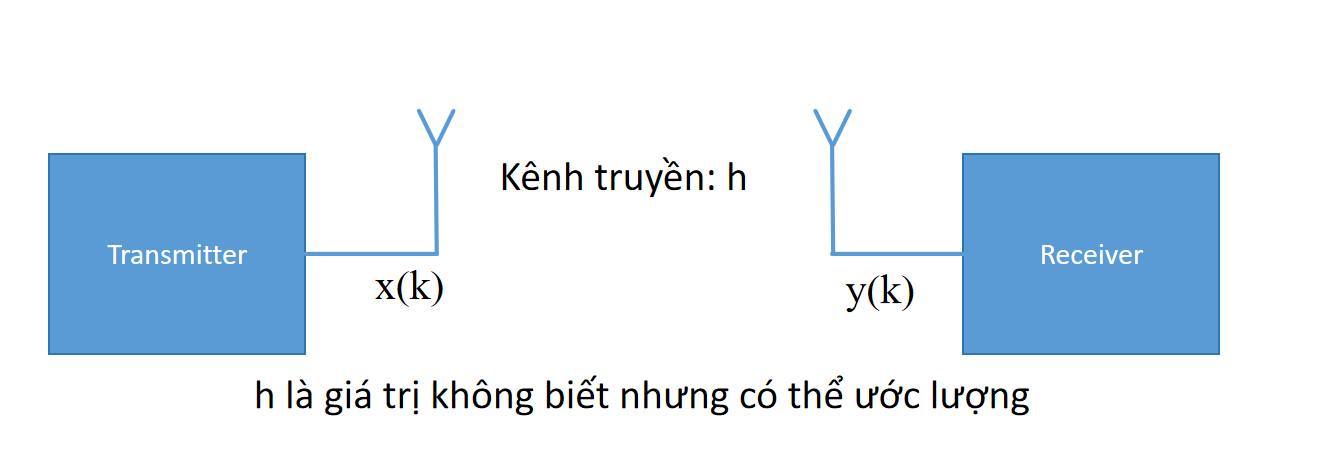 Kênh truyền: h
Transmitter
Receiver
x(k)
y(k)
h là giá trị không biết nhưng có thể ước lượng